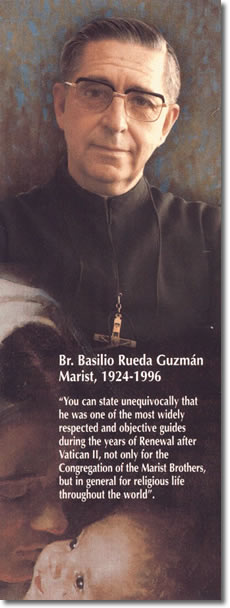 Br. Basilio Rueda Guzmán
Marist, 1924-1996
“You can state unequivocally that
he was one of the most widely
respected and objective guides
during the years of Renewal after
Vatican II, not only for the
Congregation of the Marist Brothers,
but in general for religious life
throughout the world”.